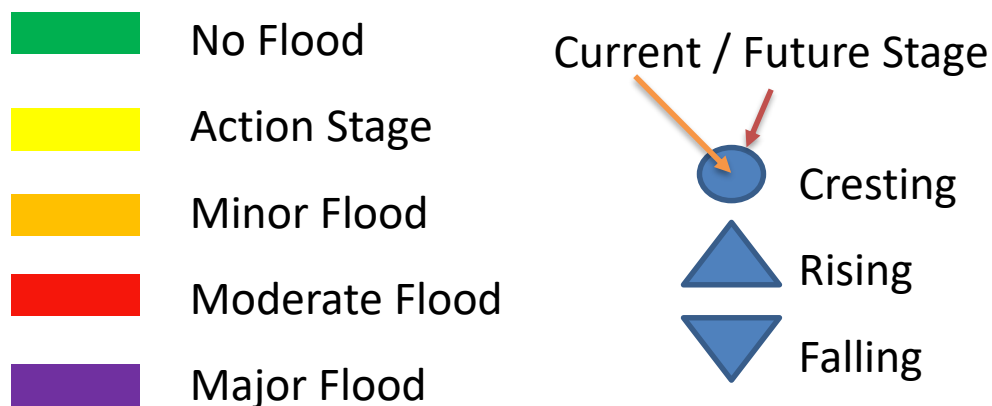 No Flood
Action Stage
Minor Flood
Moderate Flood
Major Flood
Current / Future Stage
Cresting
Rising
Falling